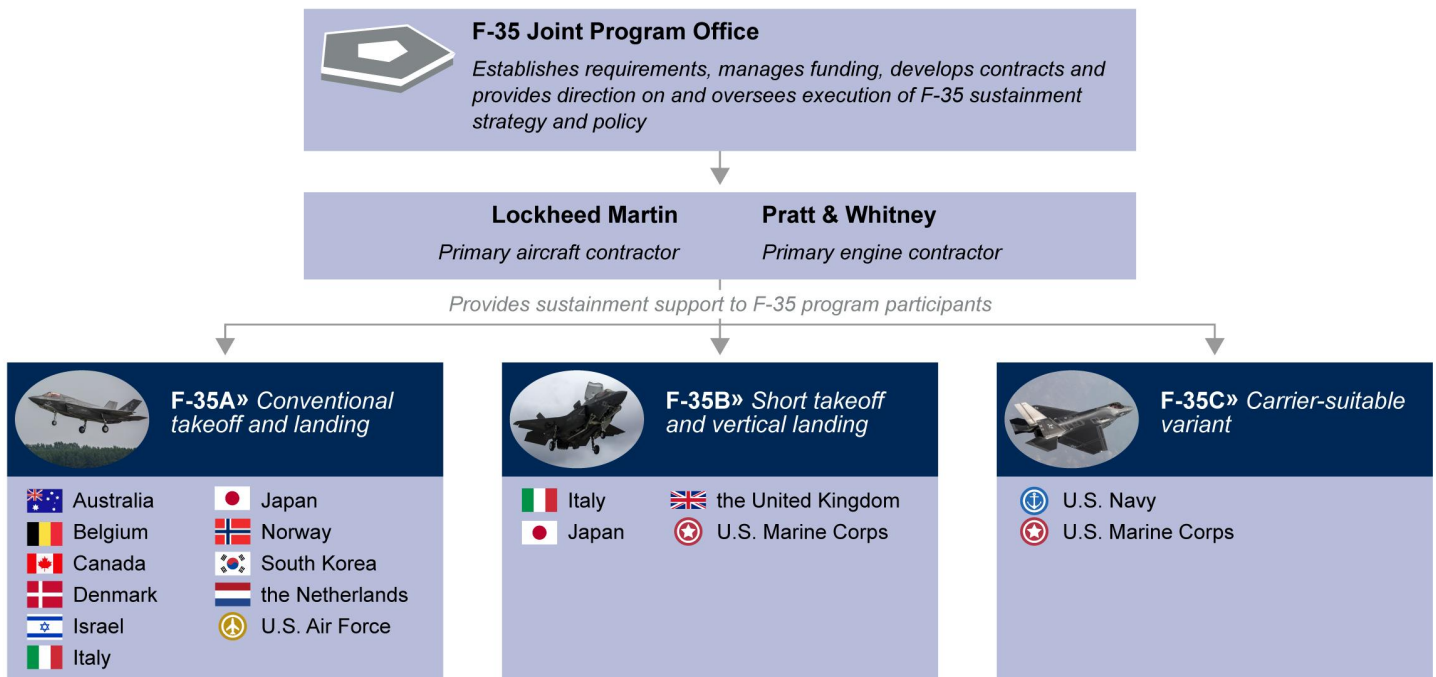 F-35 Joint Program Office
Establishes requirements, manages funding, develops contracts and
provides direction on and oversees execution of F-35 sustainment
strategy and policy
Lockheed Martin
Primary aircraft contractor
Pratt & Whitney
Primary engine contractor
Provides sustainment support to F-35 program participants
F-35A» Conventional
takeoff and landing
Australia
Belgium
Canada
Denmark
Israel
Italy
Japan
Norway
South Korea
the Netherlands
U.S. Air Force
F-35B» Short takeoff
and vertical landing
Italy
Japan
the United Kingdom
U.S. Marine Corps
F-35C» Carrier-suitable
variant
U.S. Navy
U.S. Marine Corps